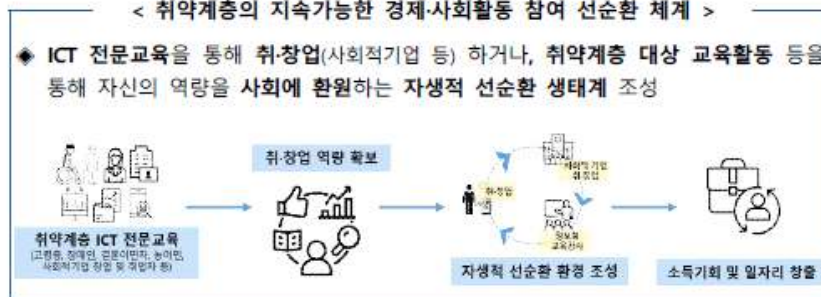 < 취약계층의 지속가능한 경제·사회활동 참여 선순환 체계 >
◈ ICT 전문교육을 통해 취·창업(사회적기업 등) 하거나, 취약계층 대상 교육활동 등을
통해 자신의 역량을 사회에 환원하는 자생적 선순환 생태계 조성
취약계층 ICT 전문교육
(고령층, 장애인, 결혼이민자, 농어민,
사회적기업 창업 및 취업자 등)
취·창업 역량 확보
취·창업
사회적 기업
취·창업
정보화
교육강사
자생적 선순환 환경 조성
소득기회 및 일자리 창출